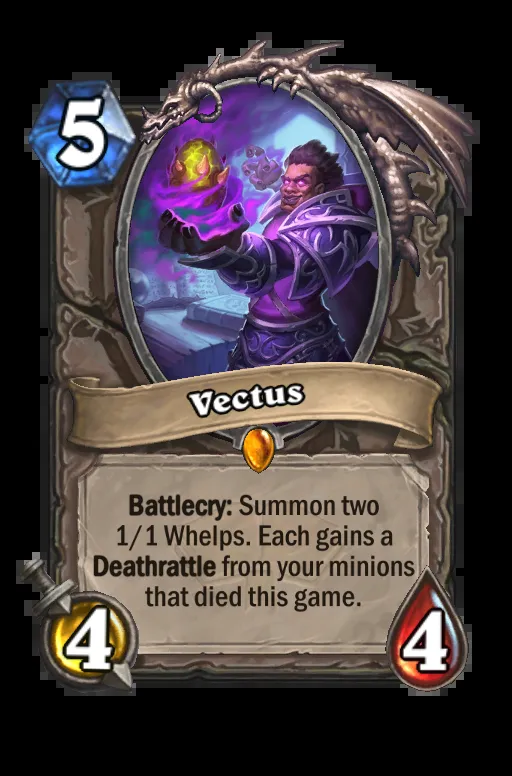 5
Vectus
Battlecry: Summon two
1/1 Whelps. Each gains a
Deathrattle from your minions
that died this game.
4
4